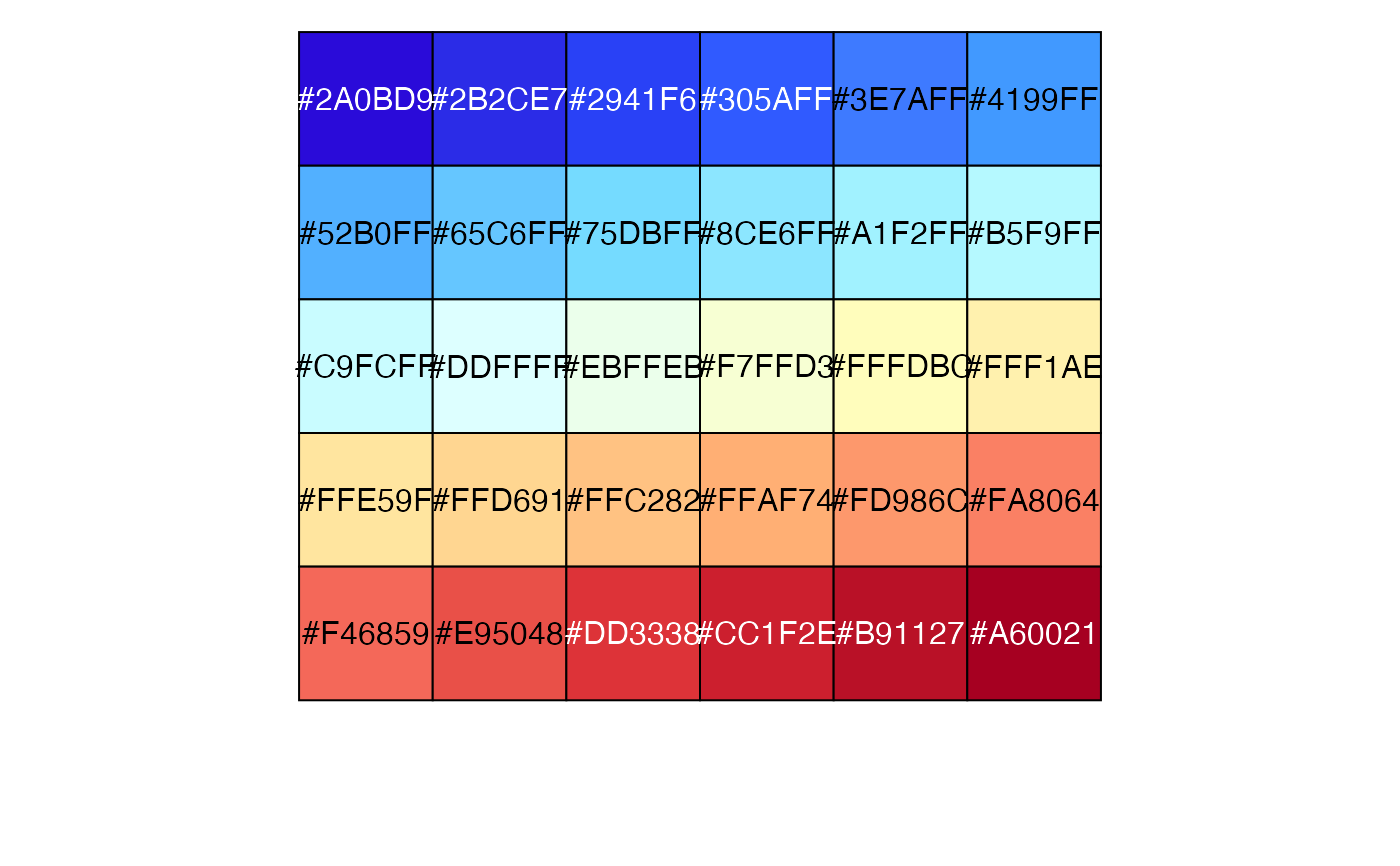 #2A0BD9 #2B2CE7 #2941F6 #305AFF #3E7AFF #4199FF
#52B0FF #65C6FF #75DBFF #8CE6FF #A1F2FF #B5F9FF
#C9FCFF #DDFFFF #EBFFEB #F7FFD3 #FFFDBC #FFF1AE
#FFE59F #FFD691 #FFC282 #FFAF74 #FD986C #FA8064
#F46859 #E95048 #DD3338 #CC1F2E #B91127 #A60021